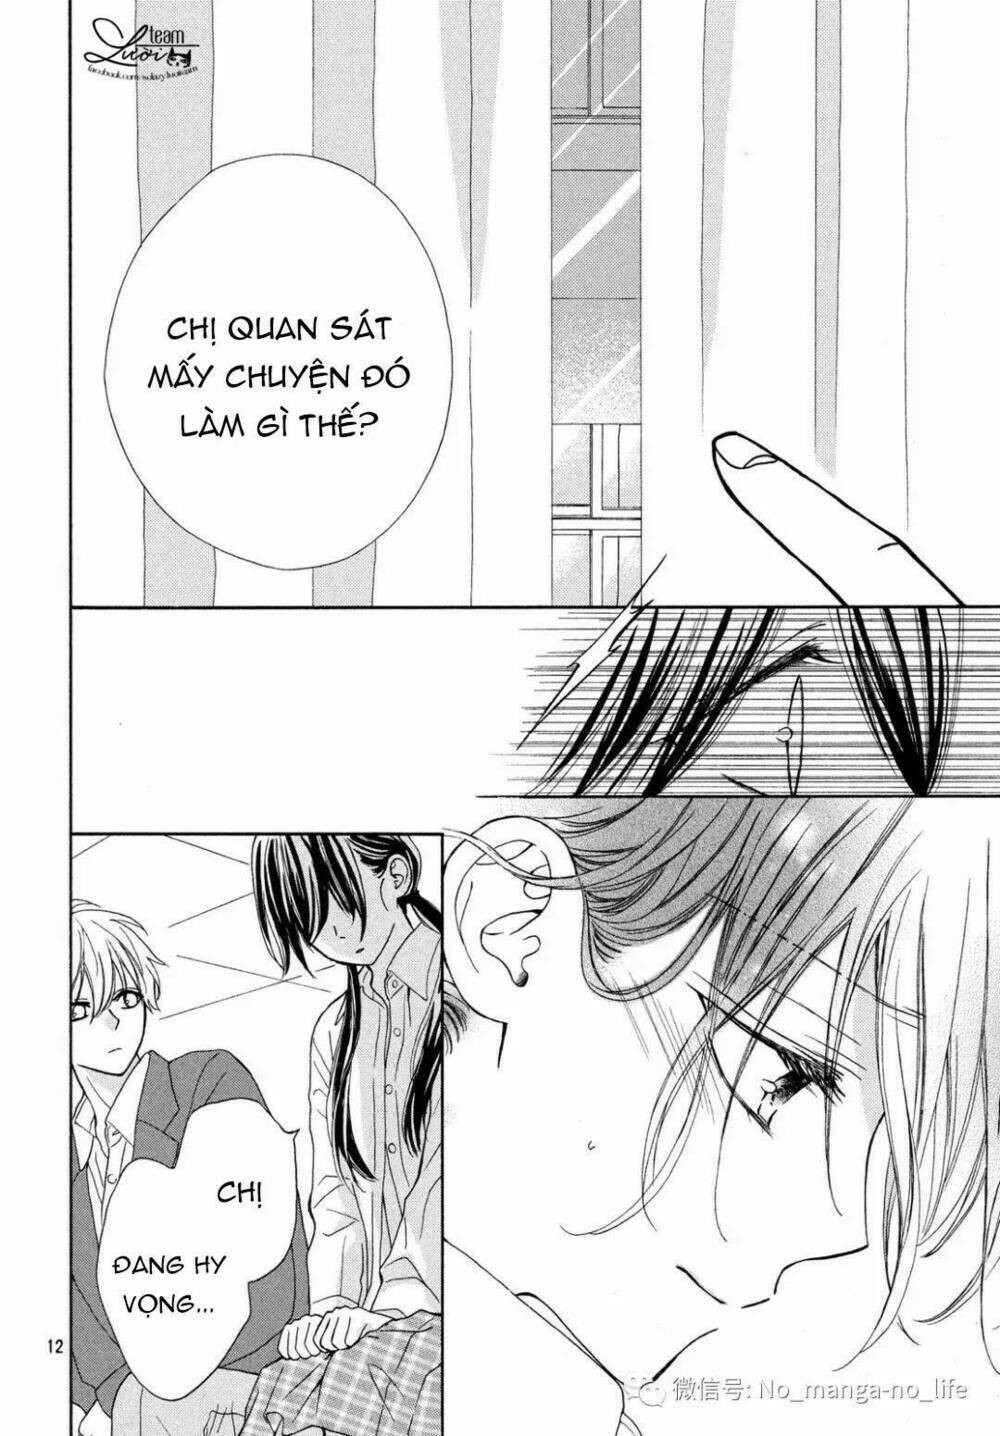 team
Lười
CHỊ QUAN SÁT
MẤY CHUYỆN ĐÓ
LÀM GÌ THẾ?
CHỊ
ĐANG HY
VỌNG...
12
微信号: No_manga-no_life